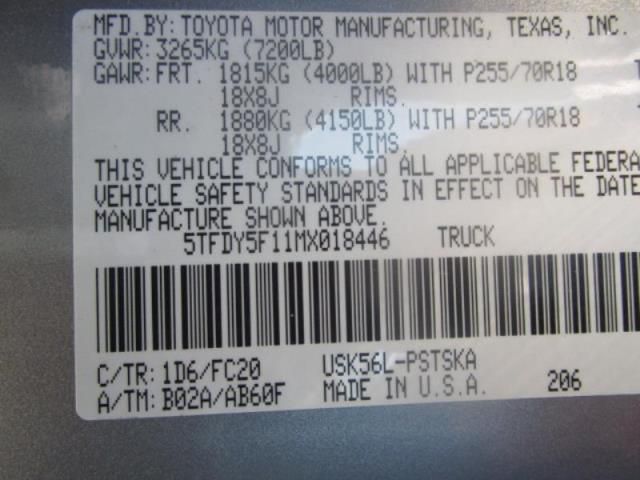 MFD.BY:TOYOTA MOTOR MANUFACTURING, TEXAS, INC.
GVWR:3265KG (7200LB)
GAWR:FRT. 1815KG (4000LB) WITH P255/70R18
18X8J RIMS.
RR. 1880KG (4150LB) WITH P255/70R18
18X8J RIMS.
THIS VEHICLE CONFORMS TO ALL APPLICABLE FEDERA
VEHICLE SAFETY STANDARDS IN EFFECT ON THE DATE
MANUFACTURE SHOWN ABOVE.
5TFDY5F11MX018446 TRUCK
C/TR:1D6/FC20 USK56L-PSTSKA
A/TM:B02A/AB60F MADE IN U.S.A. 206